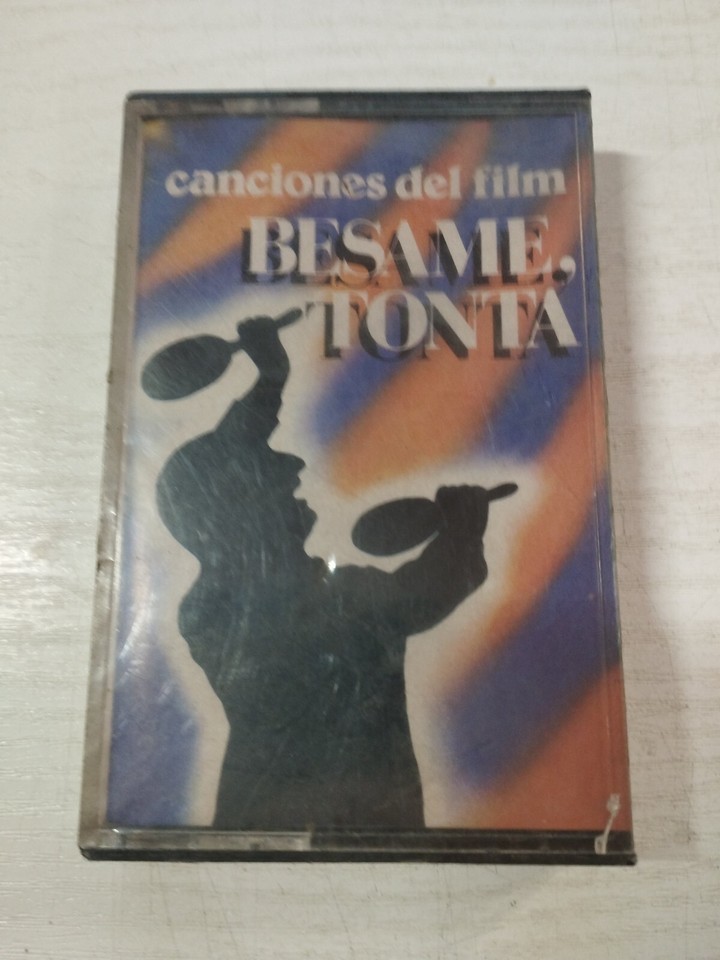 canciones del film
BESAME,
TONTA